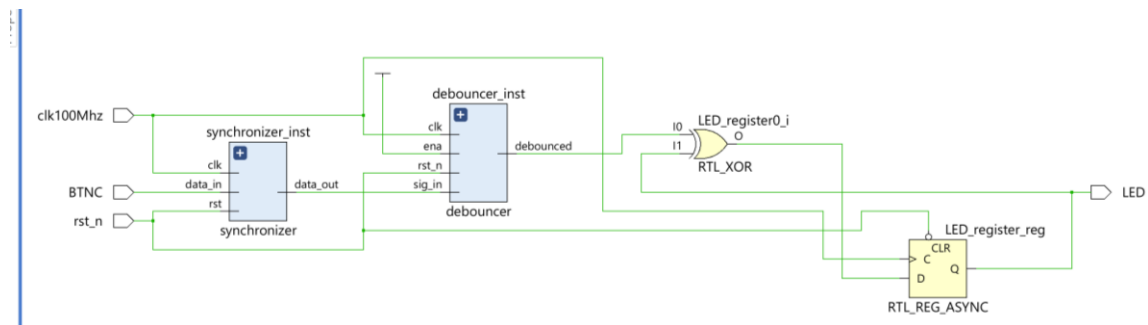 clk100Mhz
BTNC
rst_n
synchronizer_inst
clk
data_in
rst
data_out
synchronizer
debouncer_inst
clk
ena
rst_n
sig_in
debounced
debouncer
LED_register0_i
I0
I1
O
RTL_XOR
LED
LED_register_reg
CLR
C
D
Q
RTL_REG_ASYNC